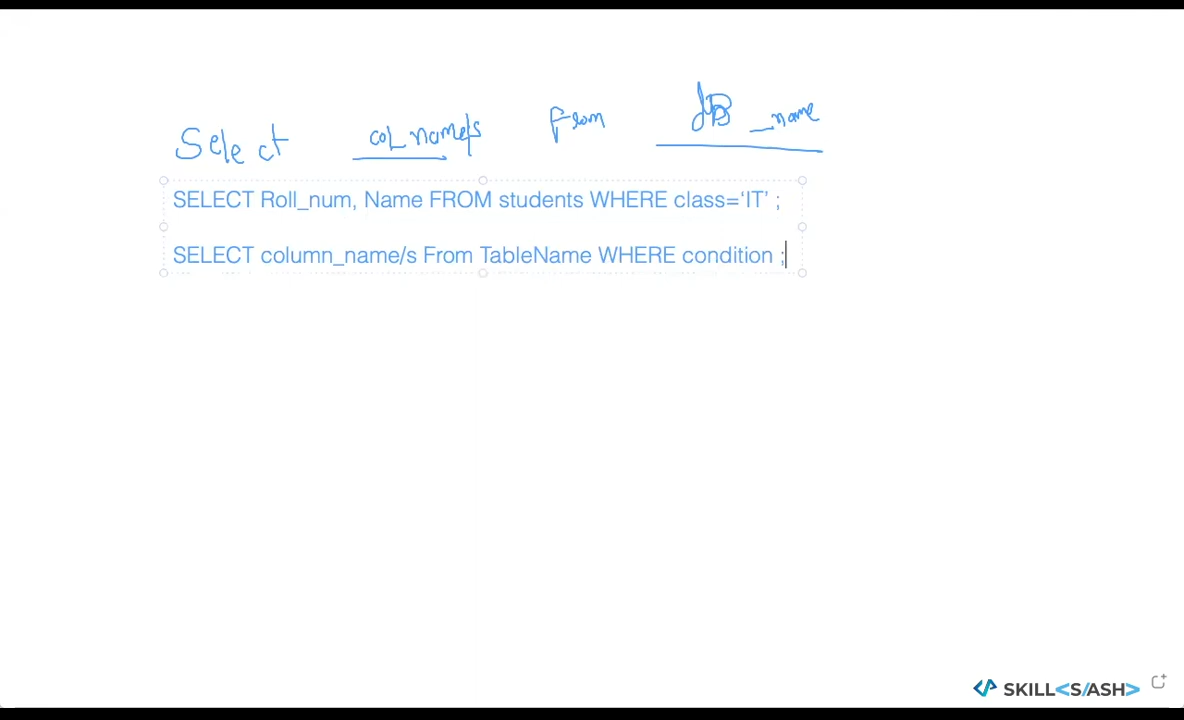 Select col_name/s From DB_name
SELECT Roll_num, Name FROM students WHERE class=‘IT’ ;
SELECT column_name/s From TableName WHERE condition ;
</> SKILL<S/ASH>